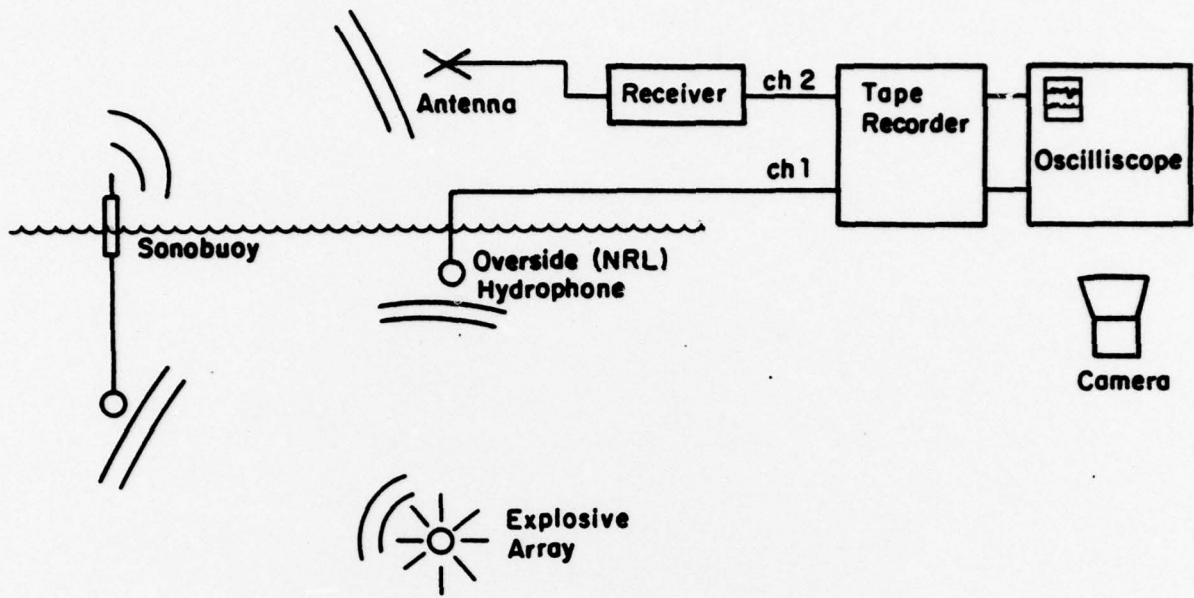 Antenna
Receiver
ch 2
Tape
Recorder
Oscilliscope
ch 1
Sonobuoy
Overside (NRL)
Hydrophone
Camera
Explosive
Array